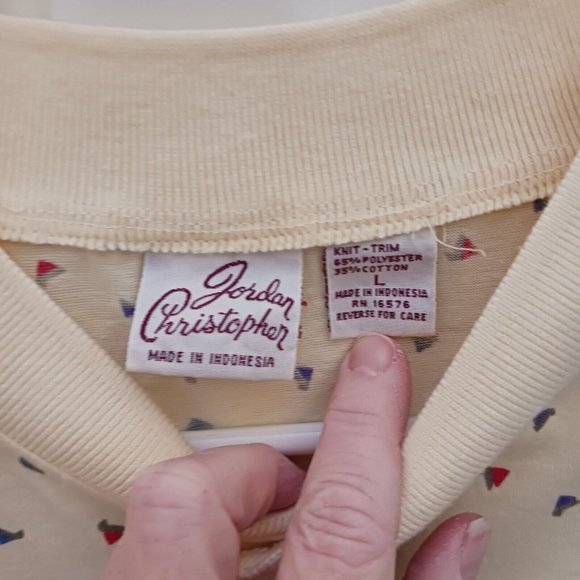 Jordan
Christopher
MADE IN INDONESIA
KNIT-TRIM
65% POLYESTER
35% COTTON
L
MADE IN INDONESIA
RN 16576
REVERSE FOR CARE